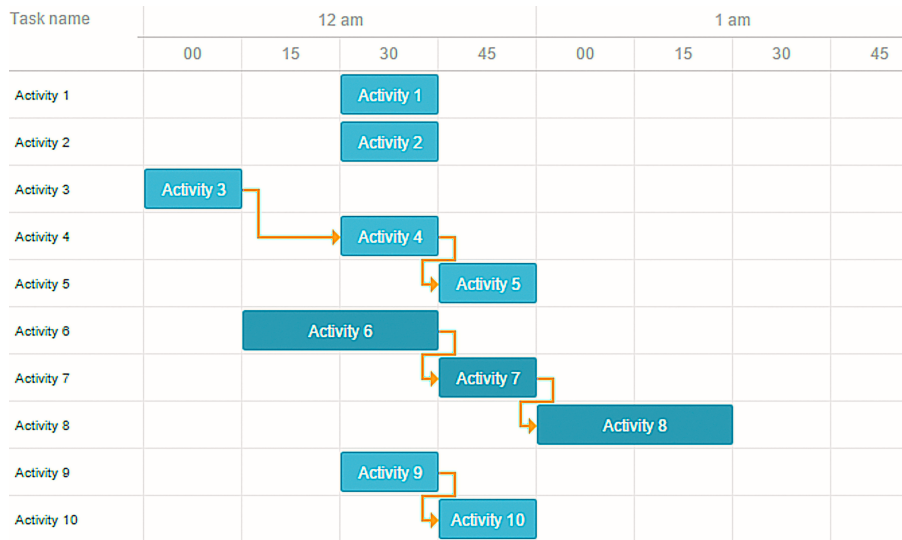 Task name 12 am 1 am
00 15 30 45 00 15 30 45
Activity 1 Activity 1
Activity 2 Activity 2
Activity 3 Activity 3
Activity 4 Activity 4
Activity 5 Activity 5
Activity 6 Activity 6
Activity 7 Activity 7
Activity 8 Activity 8
Activity 9 Activity 9
Activity 10 Activity 10